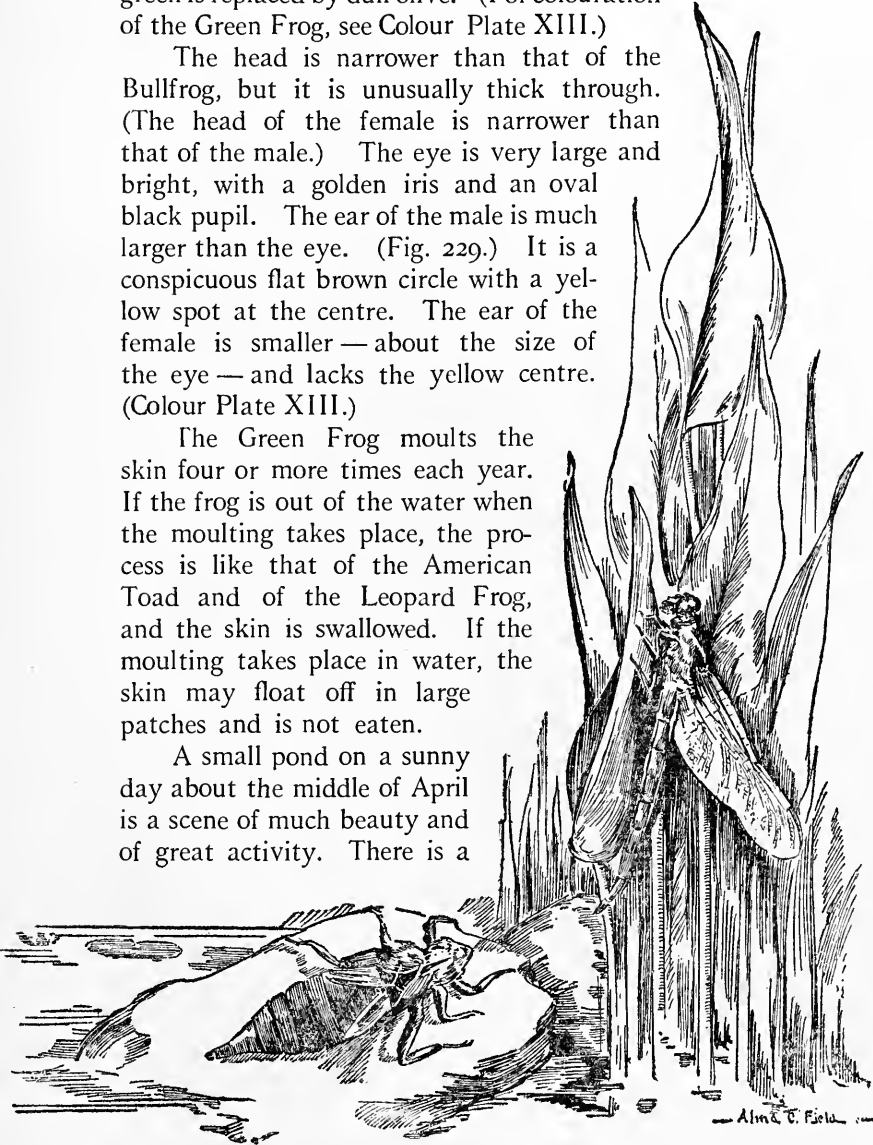 green is replaced by dull olive. (For colouration
of the Green Frog, see Colour Plate XIII.)
The head is narrower than that of the
Bullfrog, but it is unusually thick through.
(The head of the female is narrower than
that of the male.) The eye is very large and
bright, with a golden iris and an oval
black pupil. The ear of the male is much
larger than the eye. (Fig. 229.) It is a
conspicuous flat brown circle with a yel-
low spot at the centre. The ear of the
female is smaller — about the size of
the eye — and lacks the yellow centre.
(Colour Plate XIII.)
The Green Frog moults the
skin four or more times each year.
If the frog is out of the water when
the moulting takes place, the pro-
cess is like that of the American
Toad and of the Leopard Frog,
and the skin is swallowed. If the
moulting takes place in water, the
skin may float off in large
patches and is not eaten.
A small pond on a sunny
day about the middle of April
is a scene of much beauty and
of great activity. There is a
Alma E. Field